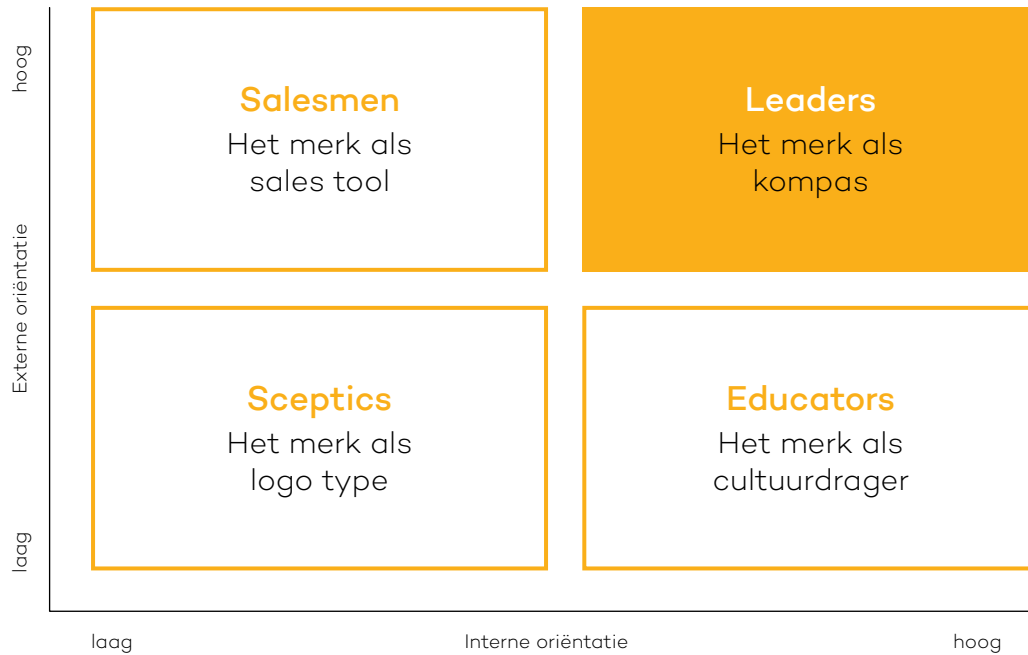 hoog
Externe oriëntatie
laag
Salesmen
Het merk als
sales tool
Leaders
Het merk als
kompas
Sceptics
Het merk als
logo type
Educators
Het merk als
cultuurdrager
laag
Interne oriëntatie
hoog